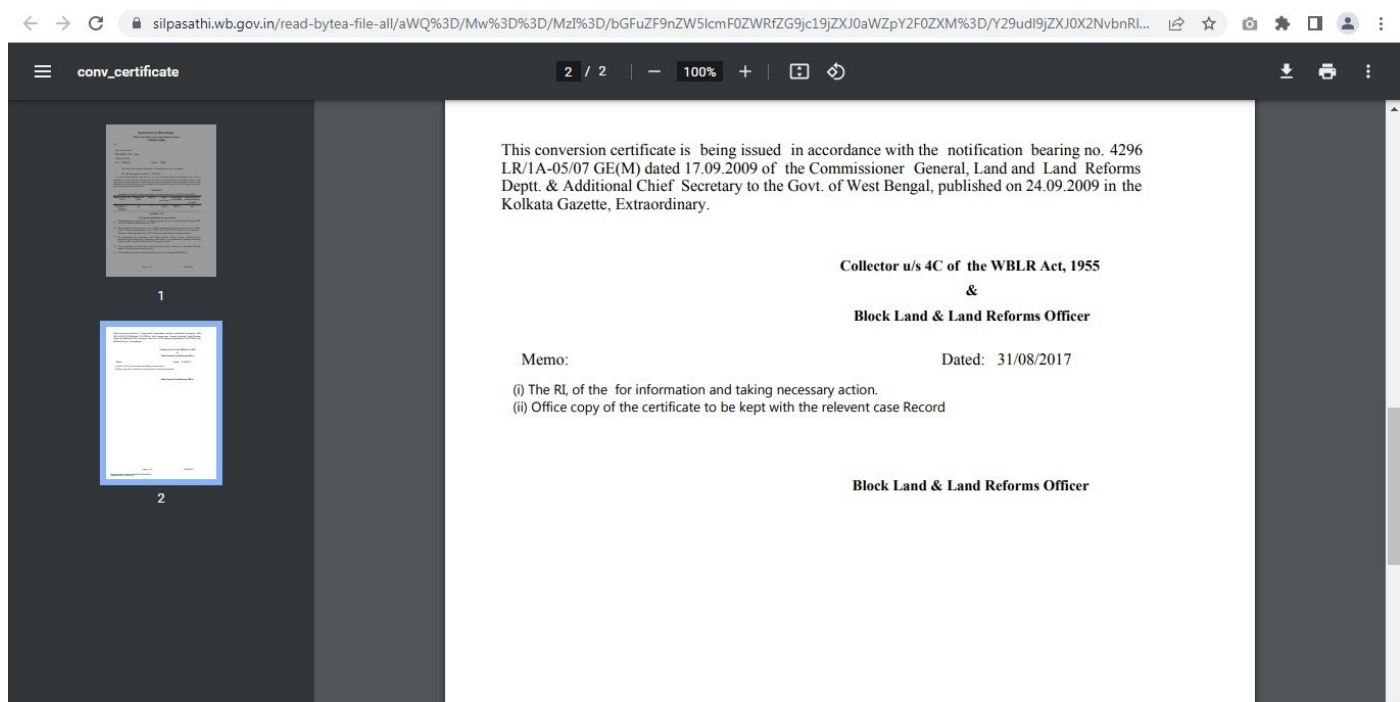 silpasathi.wb.gov.in/read-bytea-file-all/aWQ%3D/Mw%3D%3D/MzI%3D/bGFuZF9nZW5lcmF0ZWRfZG9jc19jZXJ0aWZpY2F0ZXM%3D/Y29udl9jZXJ0X2NvbnRl...
conv_certificate
2 / 2
100%
This conversion certificate is being issued in accordance with the notification bearing no. 4296
LR/1A-05/07 GE(M) dated 17.09.2009 of the Commissioner General, Land and Land Reforms
Deptt. & Additional Chief Secretary to the Govt. of West Bengal, published on 24.09.2009 in the
Kolkata Gazette, Extraordinary.
Collector u/s 4C of the WBLR Act, 1955
&
Block Land & Land Reforms Officer
Memo: Dated: 31/08/2017
(i) The RI, of the for information and taking necessary action.
(ii) Office copy of the certificate to be kept with the relevent case Record
Block Land & Land Reforms Officer
1
2